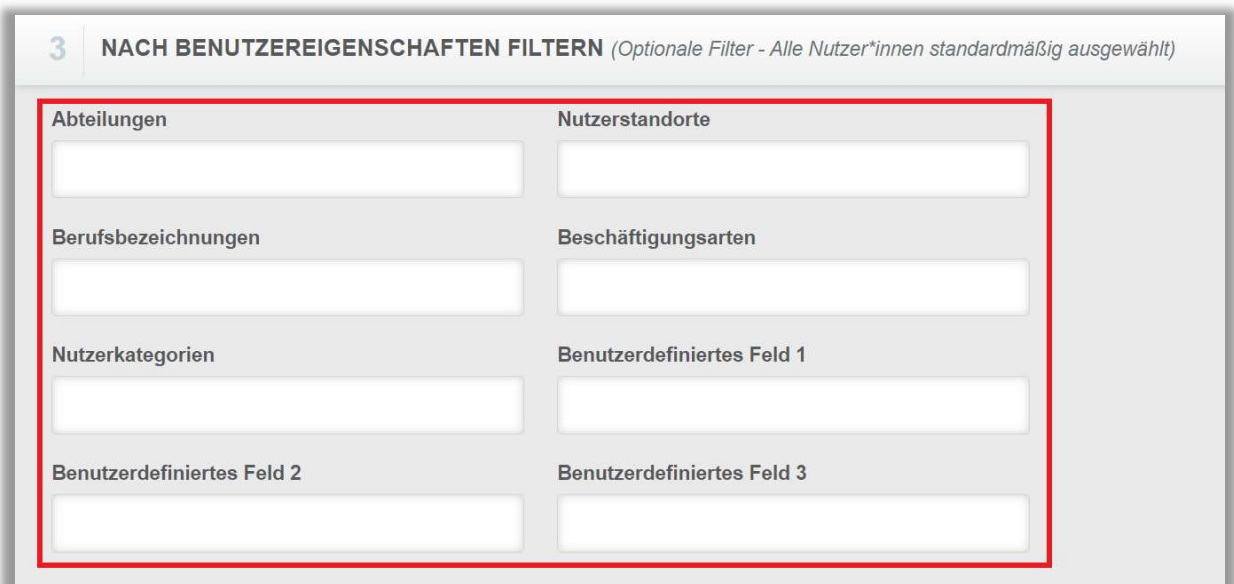 3 NACH BENUTZEREIGENSCHAFTEN FILTERN (Optionale Filter - Alle Nutzer*innen standardmäßig ausgewählt)
Abteilungen Nutzerstandorte
Berufsbezeichnungen Beschäftigungsarten
Nutzerkategorien Benutzerdefiniertes Feld 1
Benutzerdefiniertes Feld 2 Benutzerdefiniertes Feld 3